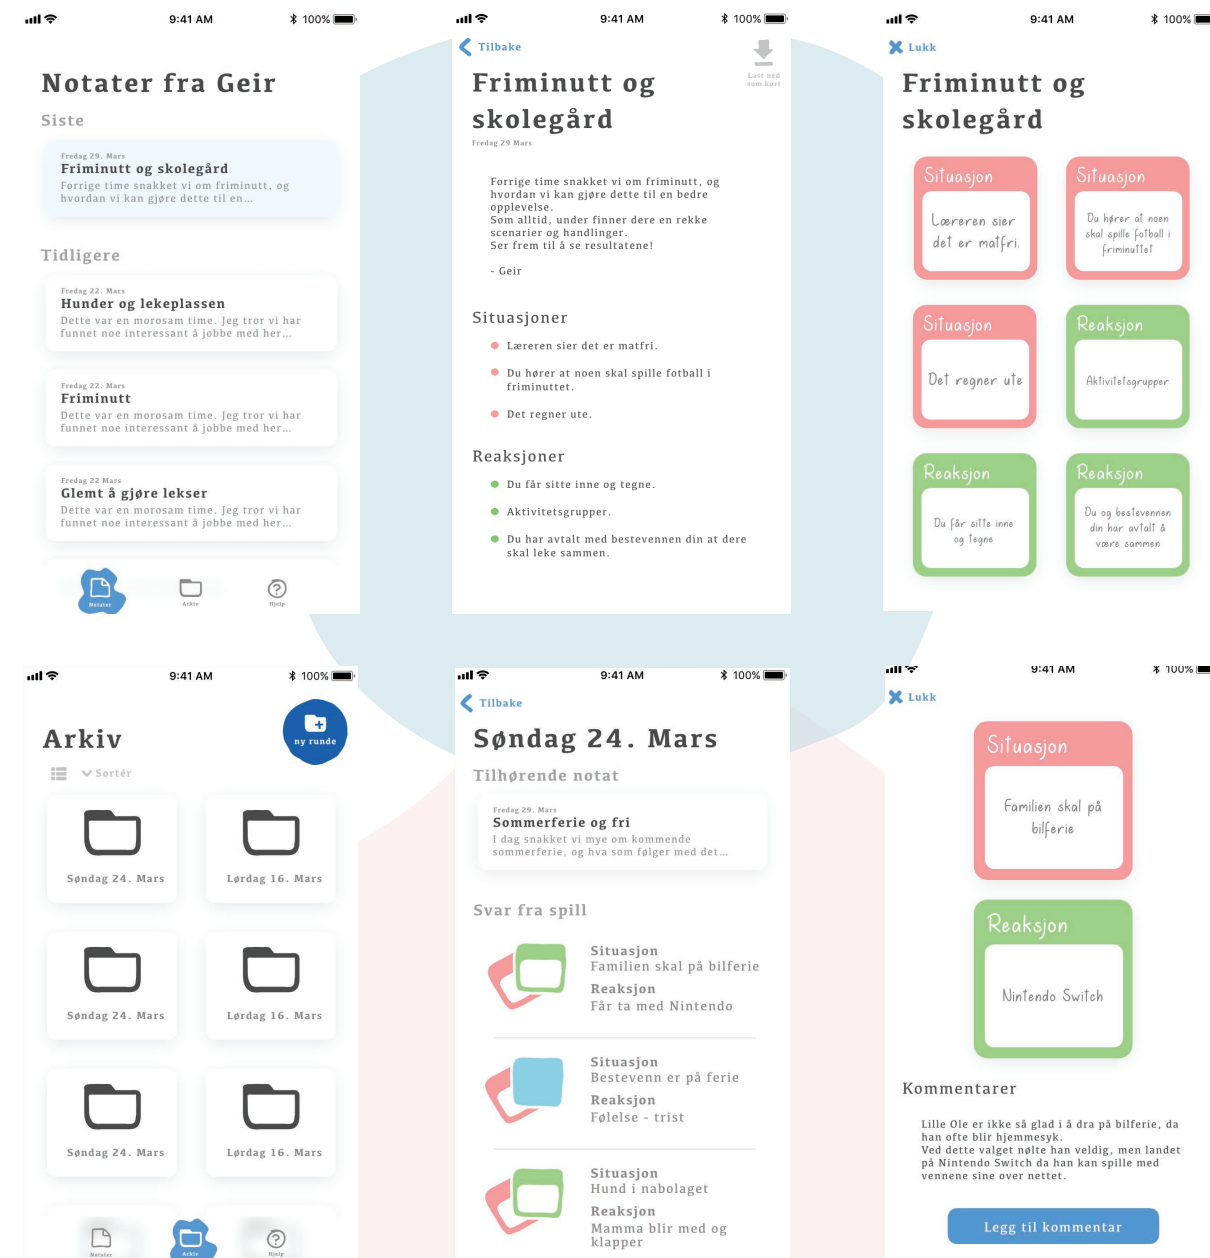 9:41 AM
100%
Notater fra Geir
Siste
Fredag 29. Mars
Friminutt og skolegård
Forrige time snakket vi om friminutt, og
hvordan vi kan gjøre dette til en...
Tidligere
Fredag 22. Mars
Hunder og lekeplassen
Dette var en morosam time. Jeg tror vi har
funnet noe interessant å jobbe med her...
Fredag 22. Mars
Friminutt
Dette var en morosam time. Jeg tror vi har
funnet noe interessant å jobbe med her...
Fredag 22 Mars
Glemt å gjøre lekser
Dette var en morosam time. Jeg tror vi har
funnet noe interessant å jobbe med her...
Notater
Arkiv
Hjelp
9:41 AM
100%
Tilbake
Last ned
som kort
Friminutt og
skolegård
Fredag 29 Mars
Forrige time snakket vi om friminutt, og
hvordan vi kan gjøre dette til en bedre
opplevelse.
Som alltid, under finner dere en rekke
scenarier og handlinger.
Ser frem til å se resultatene!
- Geir
Situasjoner
Læreren sier det er matfri.
Du hører at noen skal spille fotball i
friminuttet.
Det regner ute.
Reaksjoner
Du får sitte inne og tegne.
Aktivitetsgrupper.
Du har avtalt med bestevennen din at dere
skal leke sammen.
9:41 AM
100%
Lukk
Friminutt og
skolegård
Situasjon
Læreren sier
det er matfri.
Situasjon
Du hører at noen
skal spille fotball i
friminuttet
Situasjon
Det regner ute
Reaksjon
Aktivitetsgrupper
Reaksjon
Du får sitte inne
og tegne
Reaksjon
Du og bestevennen
din har avtalt å
være sammen
9:41 AM
100%
Arkiv
ny runde
Sortér
Søndag 24. Mars
Lørdag 16. Mars
Søndag 24. Mars
Lørdag 16. Mars
Søndag 24. Mars
Lørdag 16. Mars
Notater
Arkiv
Hjelp
9:41 AM
100%
Tilbake
Søndag 24. Mars
Tilhørende notat
Fredag 29. Mars
Sommerferie og fri
I dag snakket vi mye om kommende
sommerferie, og hva som følger med det...
Svar fra spill
Situasjon
Familien skal på bilferie
Reaksjon
Får ta med Nintendo
Situasjon
Bestevenn er på ferie
Reaksjon
Følelse - trist
Situasjon
Hund i nabolaget
Reaksjon
Mamma blir med og
klapper
9:41 AM
100%
Lukk
Situasjon
Familien skal på
bilferie
Reaksjon
Nintendo Switch
Kommentarer
Lille Ole er ikke så glad i å dra på bilferie, da
han ofte blir hjemmesyk.
Ved dette valget nølte han veldig, men landet
på Nintendo Switch da han kan spille med
vennene sine over nettet.
Legg til kommentar